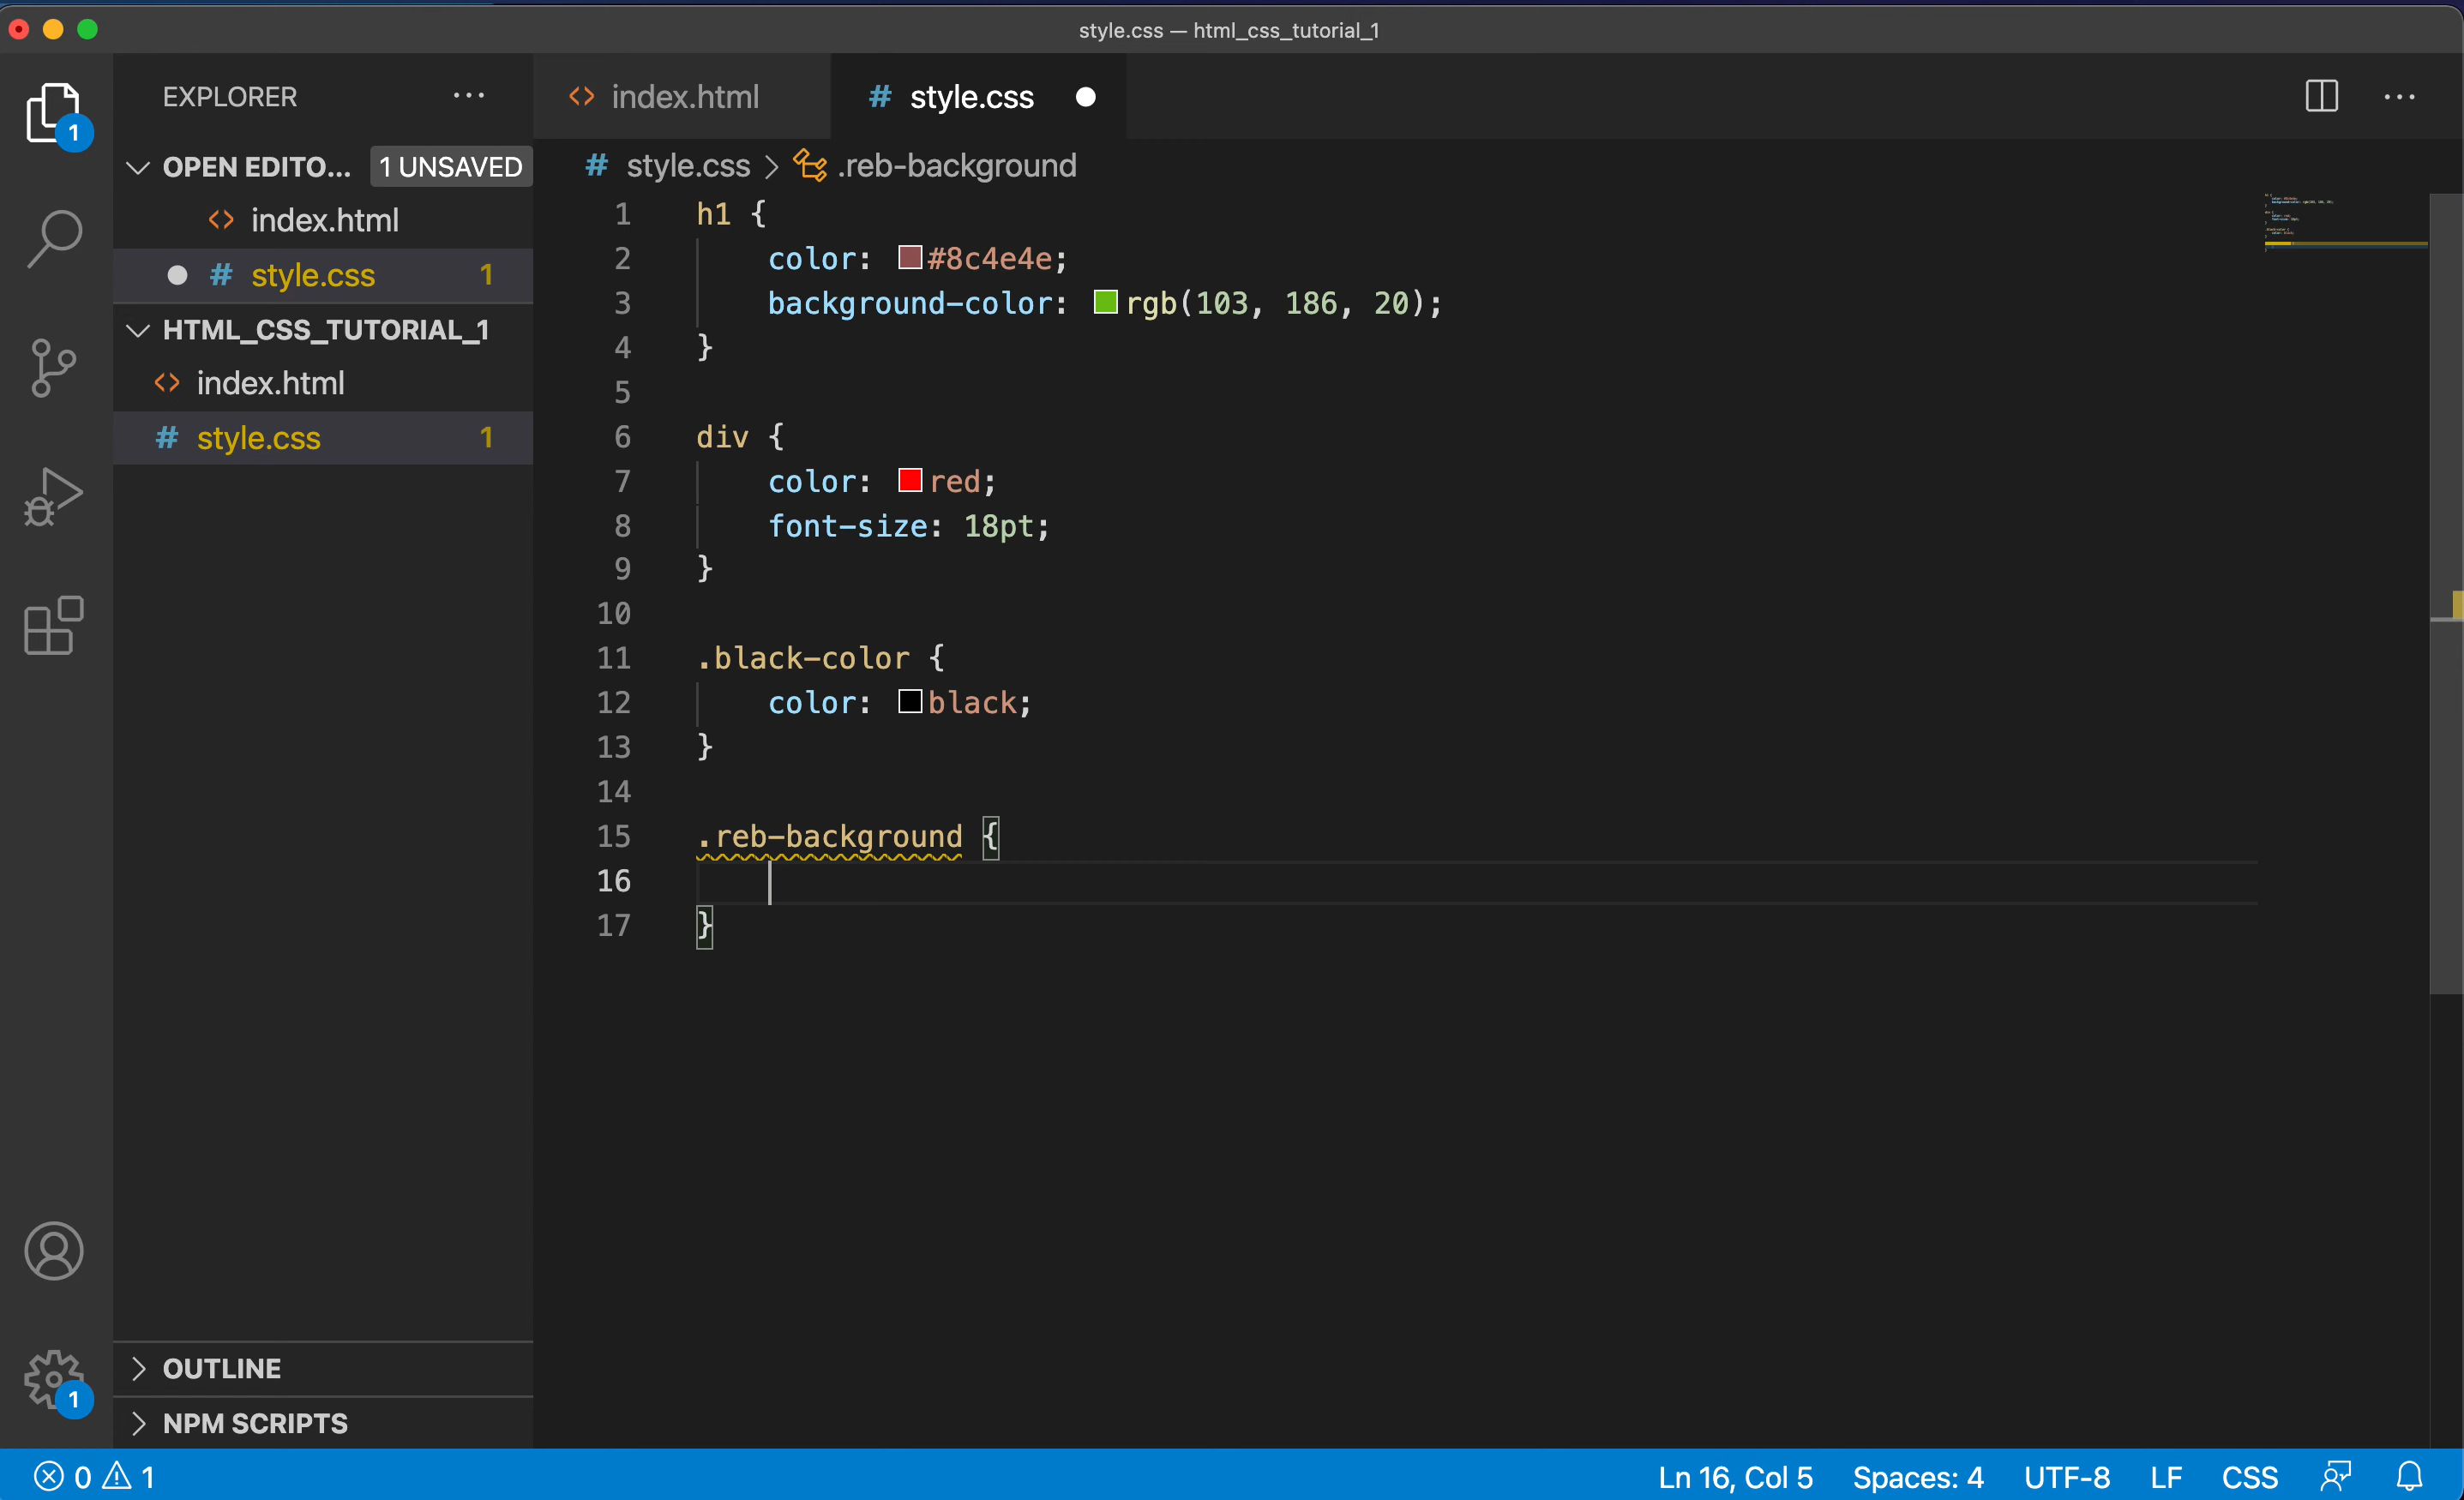 style.css — html_css_tutorial_1
1
EXPLORER
OPEN EDITO... 1 UNSAVED
index.html
style.css 1
HTML_CSS_TUTORIAL_1
index.html
style.css 1
OUTLINE
NPM SCRIPTS
1
index.html
# style.css
# style.css > .reb-background
1 h1 {
2 color: #8c4e4e;
3 background-color: rgb(103, 186, 20);
4 }
5
6 div {
7 color: red;
8 font-size: 18pt;
9 }
10
11 .black-color {
12 color: black;
13 }
14
15 .reb-background {
16
17 }
0 1 Ln 16, Col 5 Spaces: 4 UTF-8 LF CSS